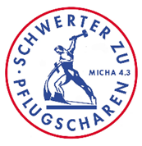 SCHWERTER ZU
PFLUGSCHAREN
MICHA 4.3